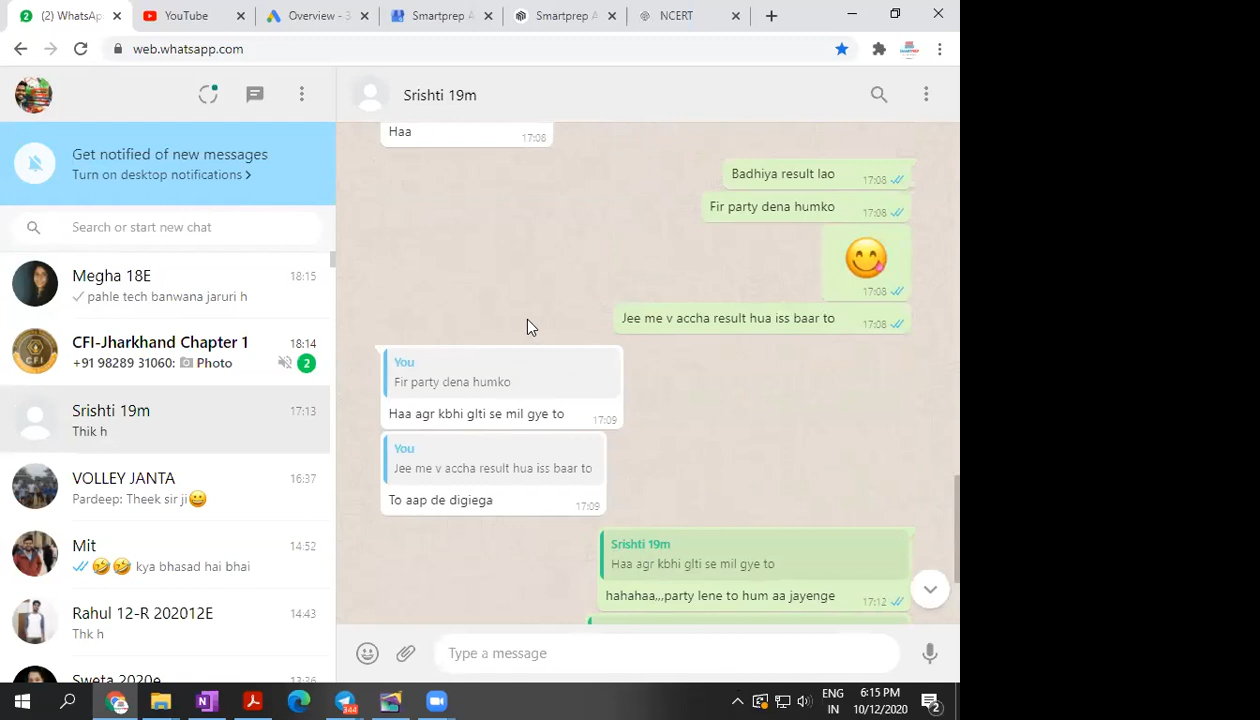 (2) WhatsApp
YouTube
Overview - 3
Smartprep A
Smartprep A
NCERT
web.whatsapp.com
Srishti 19m
Get notified of new messages
Turn on desktop notifications >
Search or start new chat
Megha 18E
18:15
pahle tech banwana jaruri h
CFI-Jharkhand Chapter 1
18:14
+91 98289 31060: Photo
2
Srishti 19m
17:13
Thik h
VOLLEY JANTA
16:37
Pardeep: Theek sir ji😀
Mit
14:52
🤣🤣 kya bhasad hai bhai
Rahul 12-R 202012E
14:43
Thk h
Sweta 2020e
13:36
Haa
17:06
Badhiya result lao
17:08
Fir party dena humko
17:08
😋
17:08
Jee me v accha result hua iss baar to
17:08
You
Fir party dena humko
Haa agr kbhi glti se mil gye to
17:09
You
Jee me v accha result hua iss baar to
To aap de digiega
17:09
Srishti 19m
Haa agr kbhi glti se mil gye to
hahahaa,,,party lene to hum aa jayenge
17:12
Type a message
344
ENG
IN
6:15 PM
10/12/2020
2